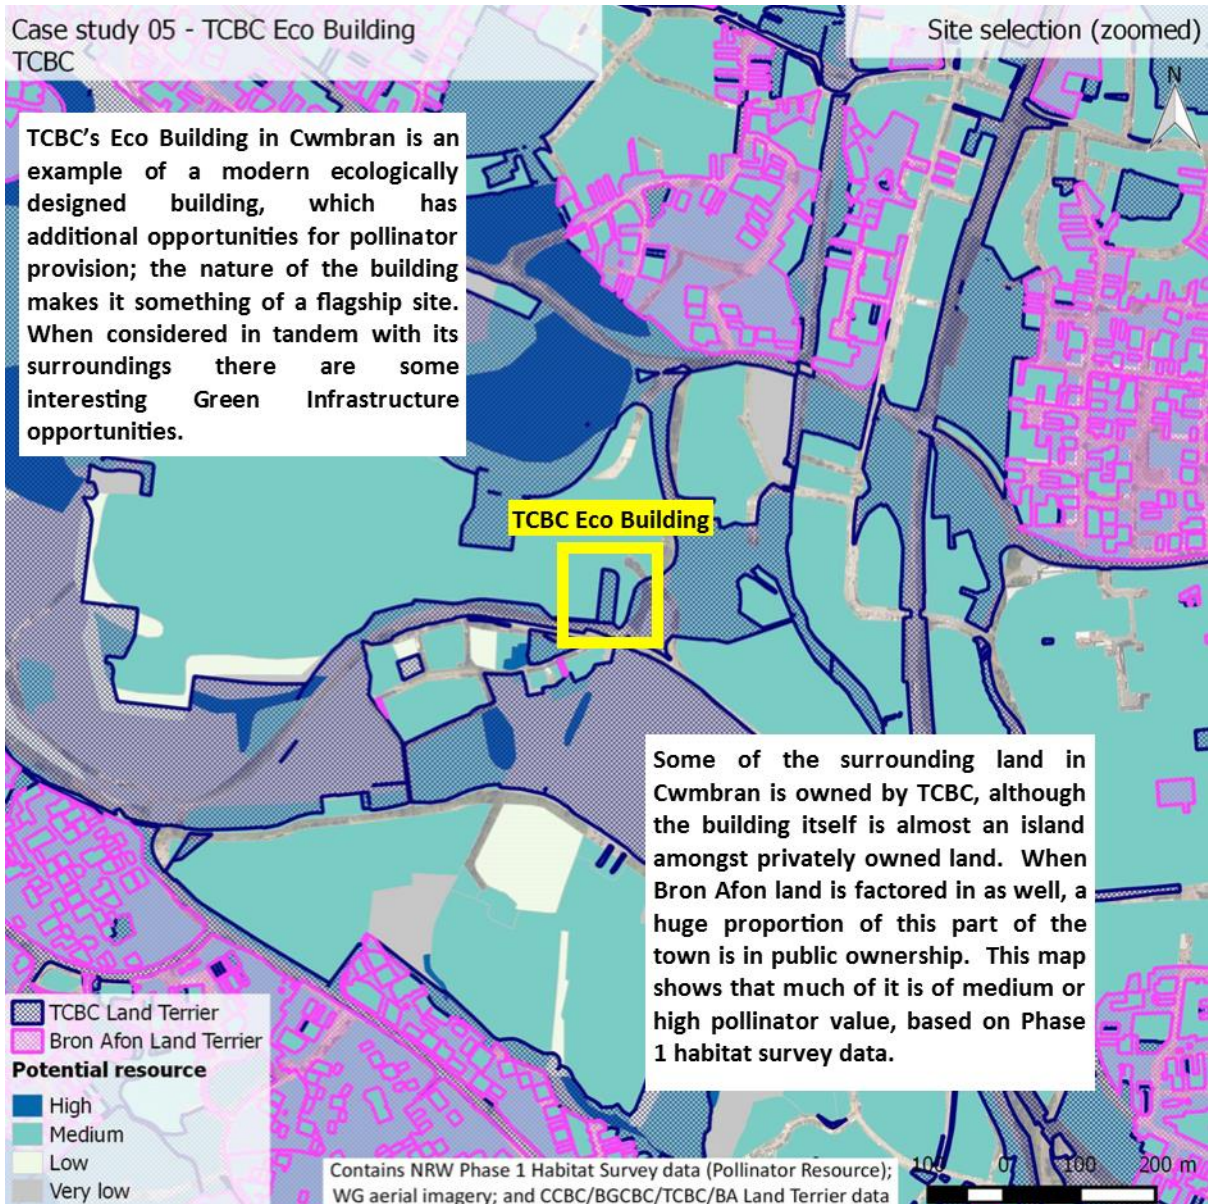 Case study 05 - TCBC Eco Building
TCBC
Site selection (zoomed)
N
TCBC's Eco Building in Cwmbran is an
example of a modern ecologically
designed building, which has
additional opportunities for pollinator
provision; the nature of the building
makes it something of a flagship site.
When considered in tandem with its
surroundings there are some
interesting Green Infrastructure
opportunities.
TCBC Eco Building
Some of the surrounding land in
Cwmbran is owned by TCBC, although
the building itself is almost an island
amongst privately owned land. When
Bron Afon land is factored in as well, a
huge proportion of this part of the
town is in public ownership. This map
shows that much of it is of medium or
high pollinator value, based on Phase
1 habitat survey data.
TCBC Land Terrier
Bron Afon Land Terrier
Potential resource
High
Medium
Low
Very low
Contains NRW Phase 1 Habitat Survey data (Pollinator Resource);
WG aerial imagery; and CCBC/BGCBC/TCBC/BA Land Terrier data
100 0 100 200 m